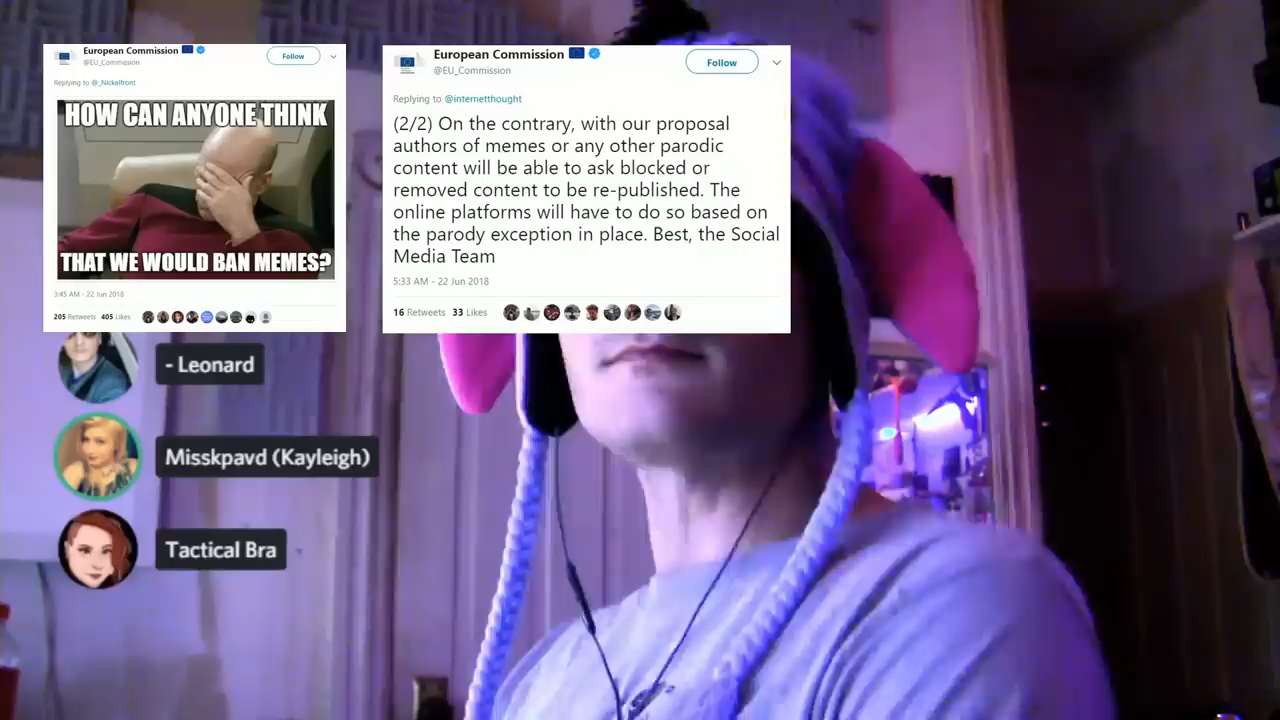 European Commission
@EU_Commission
Follow
Replying to @_Nickelfront
HOW CAN ANYONE THINK
THAT WE WOULD BAN MEMES?
3:45 AM - 22 Jun 2018
205 Retweets 405 Likes
European Commission
@EU_Commission
Follow
Replying to @internetthought
(2/2) On the contrary, with our proposal
authors of memes or any other parodic
content will be able to ask blocked or
removed content to be re-published. The
online platforms will have to do so based on
the parody exception in place. Best, the Social
Media Team
5:33 AM - 22 Jun 2018
16 Retweets 33 Likes
- Leonard
Misskpavd (Kayleigh)
Tactical Bra